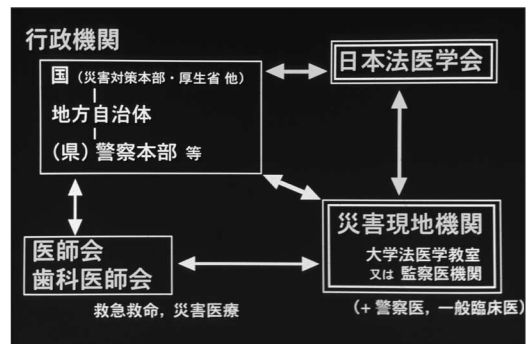 行政機関
国（災害対策本部・厚生省 他）
地方自治体
（県）警察本部 等
日本法医学会
災害現地機関
大学法医学教室
又は 監察医機関
（+ 警察医, 一般臨床医）
医師会
歯科医師会
救急救命, 災害医療